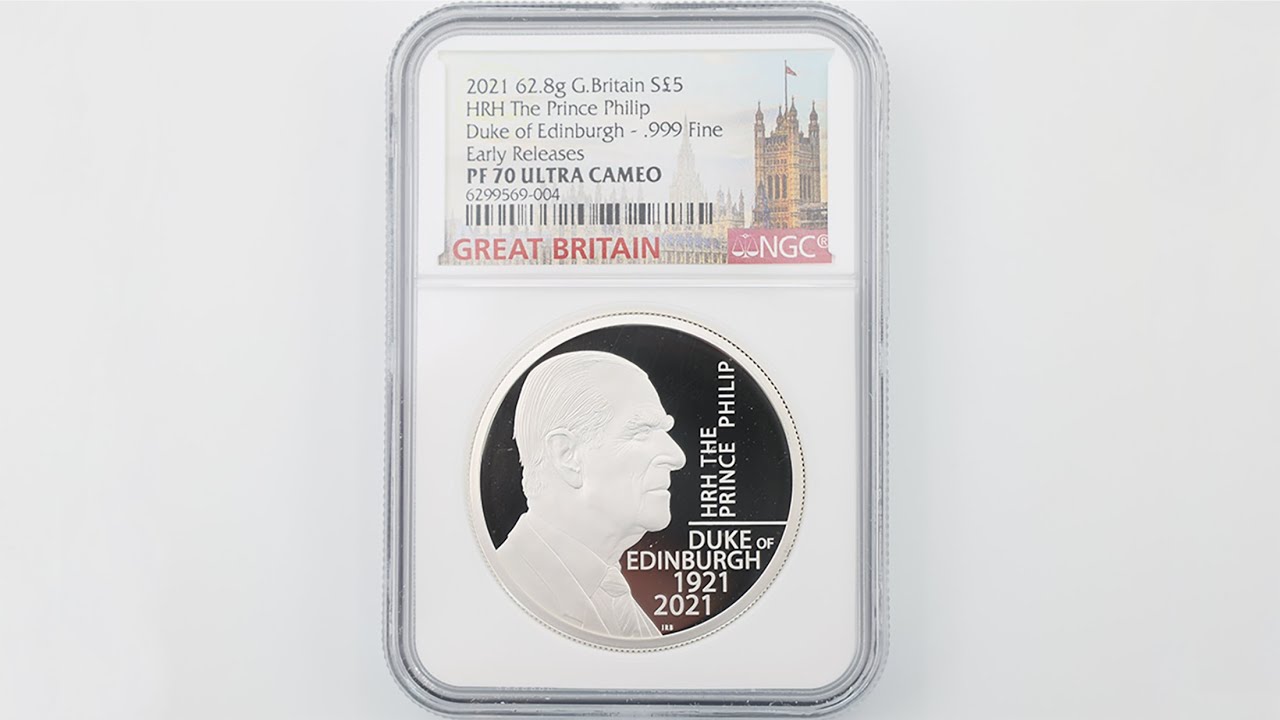 2021 62.8g G.Britain S£5
HRH The Prince Philip
Duke of Edinburgh - .999 Fine
Early Releases
PF 70 ULTRA CAMEO
6299569-004
GREAT BRITAIN
NGC®
HRH THE
PRINCE PHILIP
DUKE OF
EDINBURGH
1921
2021
IRB